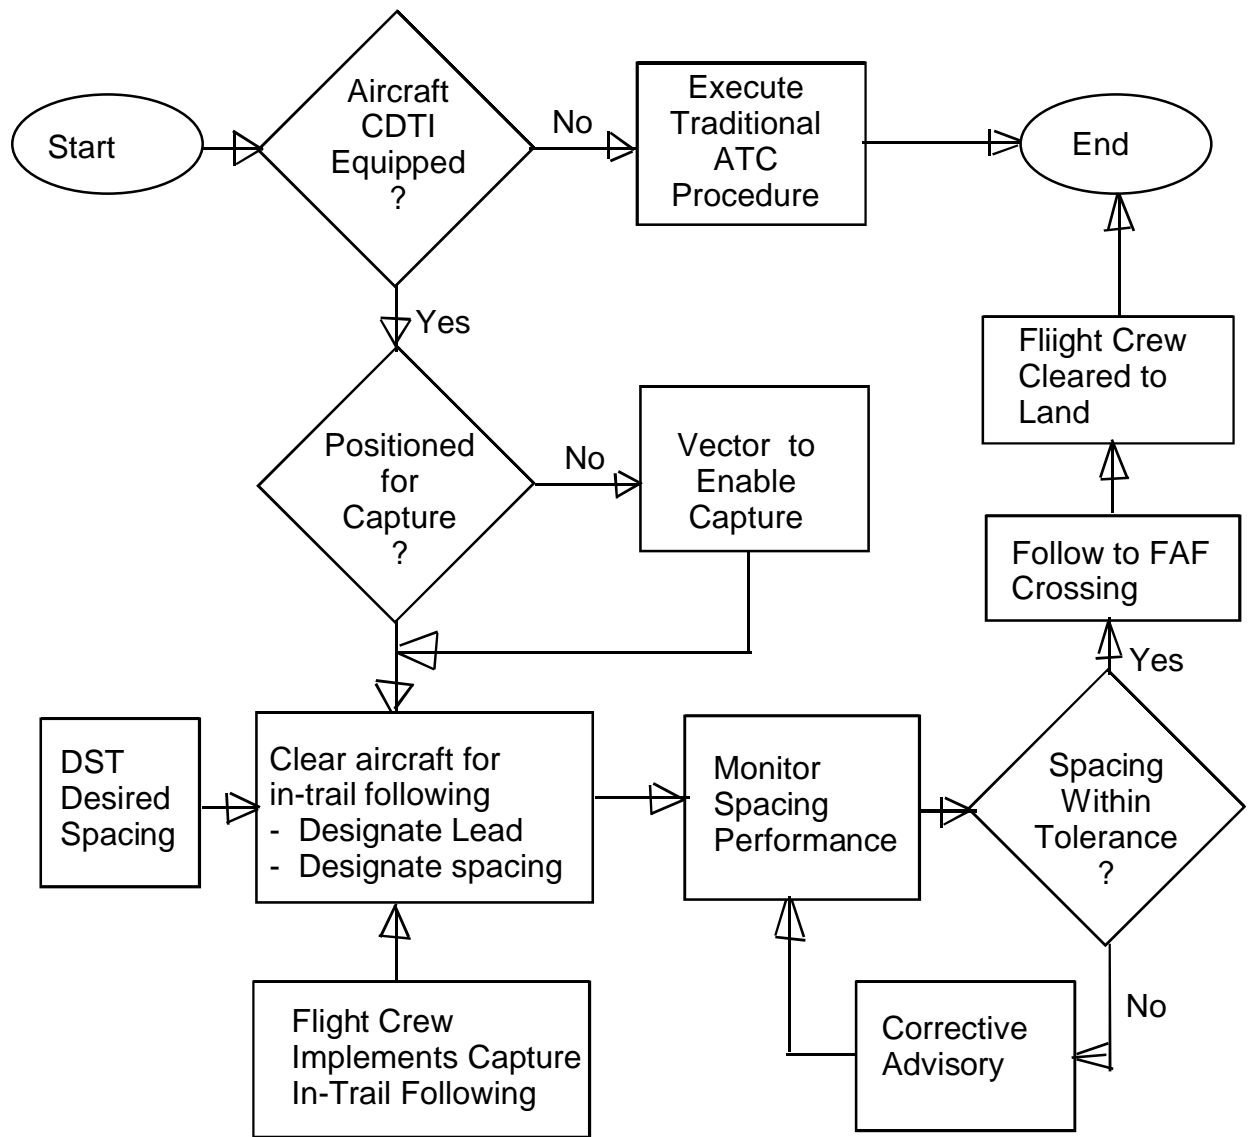 Start
Aircraft
CDTI
Equipped
?
No
Execute
Traditional
ATC
Procedure
End
Yes
Positioned
for
Capture
?
No
Vector to
Enable
Capture
Fliight Crew
Cleared to
Land
Follow to FAF
Crossing
Yes
DST
Desired
Spacing
Clear aircraft for
in-trail following
- Designate Lead
- Designate spacing
Monitor
Spacing
Performance
Spacing
Within
Tolerance
?
No
Flight Crew
Implements Capture
In-Trail Following
Corrective
Advisory